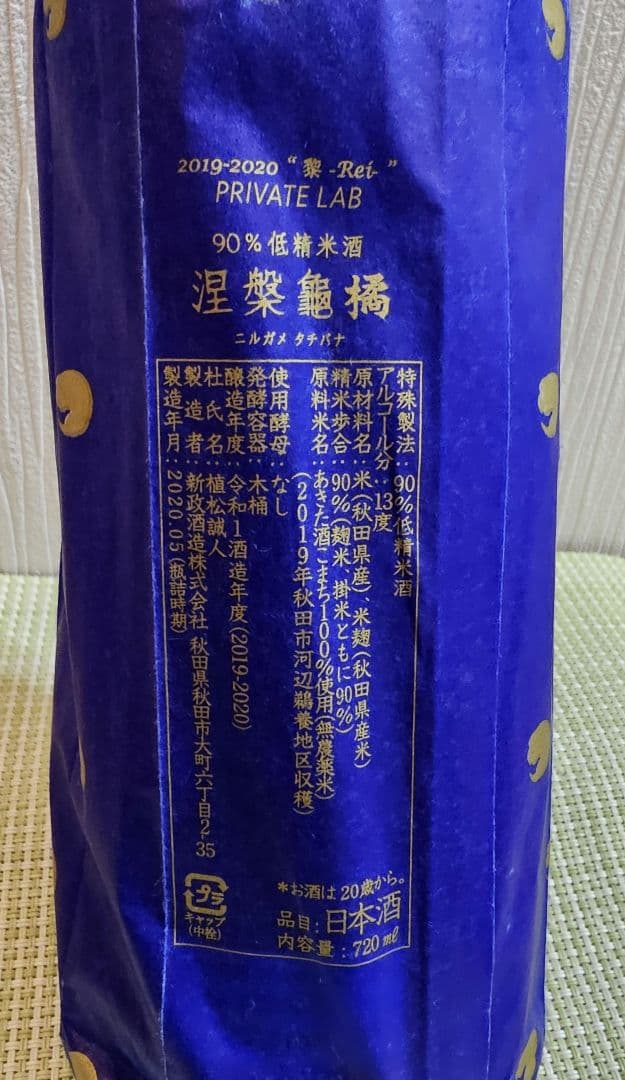 2019-2020 “黎 -Rei- ”
PRIVATE LAB
90%低精米酒
涅槃龜橘
ニルガメ タチバナ
特殊製法：90%低精米酒
アルコール分：13度
原材料名：米(秋田県産)、米麹(秋田県産米)
精米歩合：90%(麹米、掛米ともに90%)
原料米名：あきた酒こまち100%使用(無農薬米)
(2019年秋田市河辺鵜養地区収穫)
使用酵母：なし
発酵容器：木桶
醸造年度：令和1酒造年度(2019-2020)
杜氏名：植松誠人
製造者：新政酒造株式会社 秋田県秋田市大町六丁目2-35
製造年月：2020.05(瓶詰時期)
プラ
キャップ
(中栓)
*お酒は20歳から。
品目：日本酒
内容量：720㎖